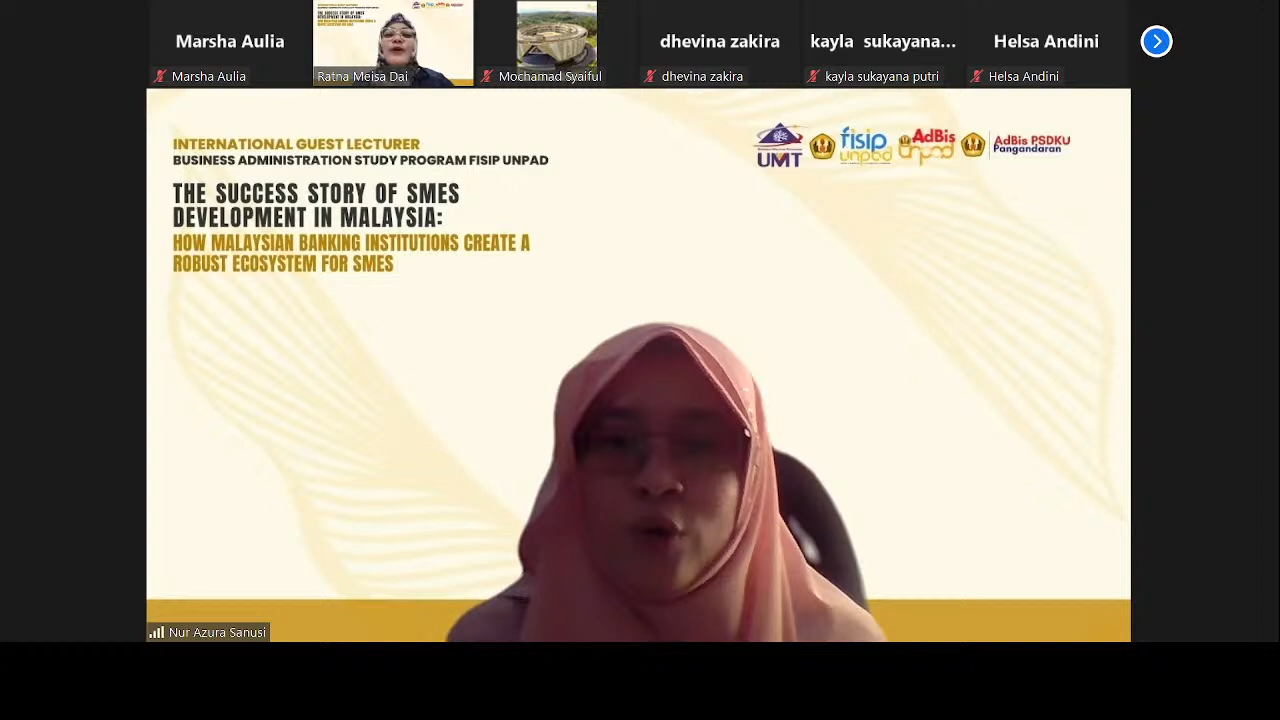 Marsha Aulia
dhevina zakira
kayla sukayana...
Helsa Andini
Marsha Aulia
Ratna Meisa Dai
Mochamad Syaiful
dhevina zakira
kayla sukayana putri
Helsa Andini
INTERNATIONAL GUEST LECTURER
BUSINESS ADMINISTRATION STUDY PROGRAM FISIP UNPAD
THE SUCCESS STORY OF SMES
DEVELOPMENT IN MALAYSIA:
HOW MALAYSIAN BANKING INSTITUTIONS CREATE A
ROBUST ECOSYSTEM FOR SMES
UMT
fisip
unpad
AdBis
unpad
AdBis PSDKU
Pangandaran
Nur Azura Sanusi